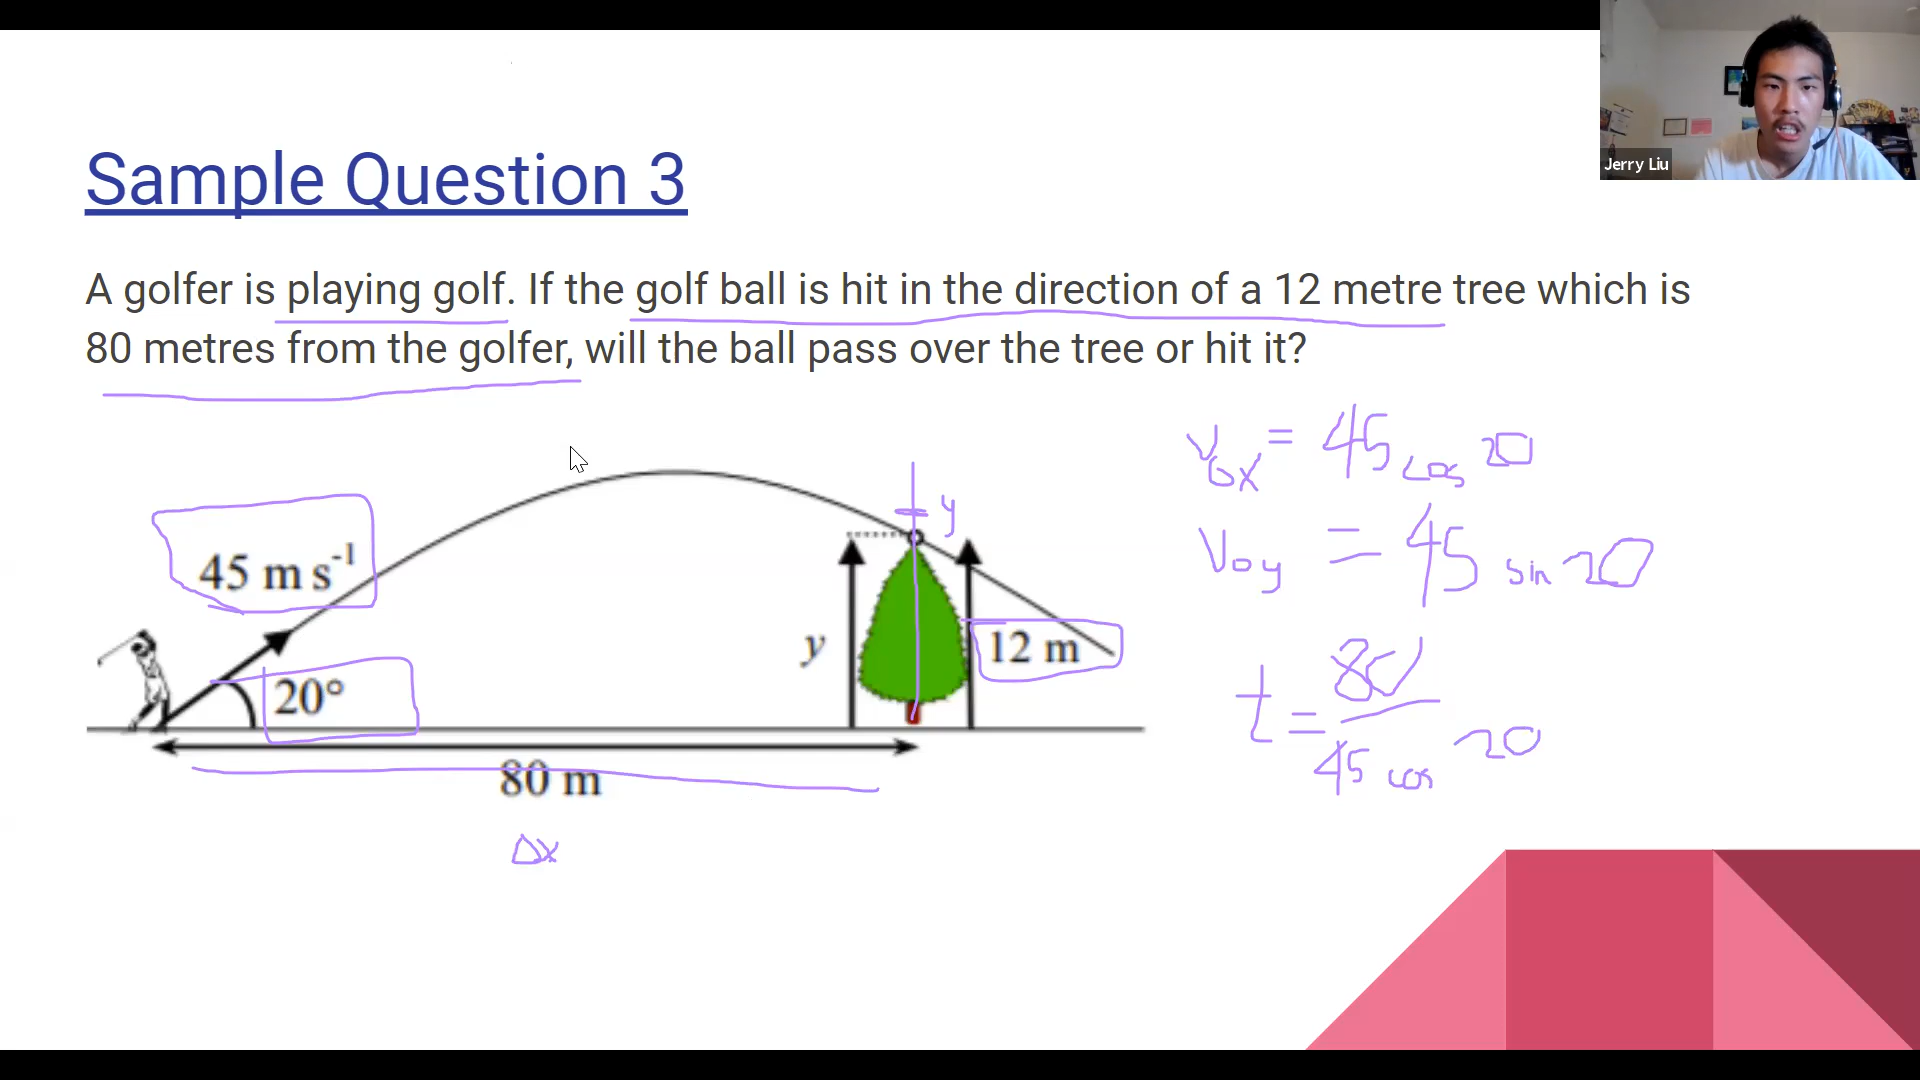 Jerry Liu
Sample Question 3
A golfer is playing golf. If the golf ball is hit in the direction of a 12 metre tree which is
80 metres from the golfer, will the ball pass over the tree or hit it?
45 m s⁻¹
20°
y
y
12 m
80 m
Δx
v₀x = 45 cos 20
v₀y = 45 sin 20
t = 80
45 cos 20